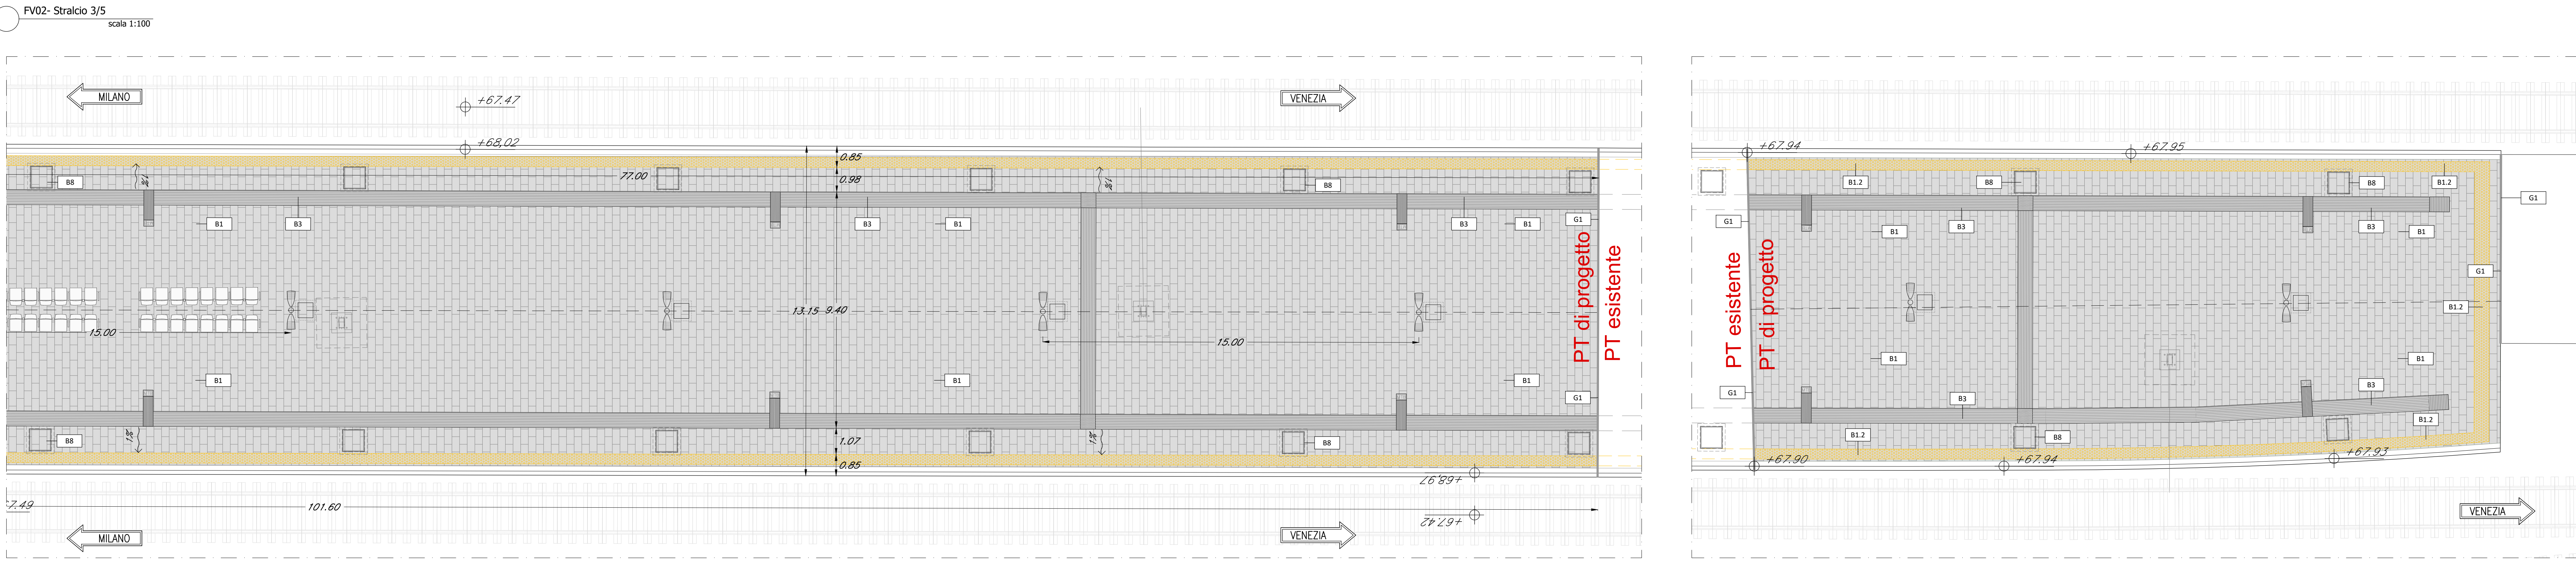 FV02- Stralcio 3/5
scala 1:100
MILANO
+67.47
VENEZIA
+68,02
0.85
+67.94
+67.95
77.00
0.98
1%
1%
B8
B8
B1.2
B8
B8
B1.2
B1
B3
B3
B1
B3
B1
G1
G1
B1
B3
B3
B1
G1
PT di progetto
PT esistente
PT esistente
PT di progetto
G1
B1.2
15.00
13.15
9.40
15.00
B1
B1
B1
G1
B1
B1
G1
B3
B3
B8
1%
1.07
1%
B8
B1.2
B8
B1.2
0.85
+67.90
+67.94
+67.93
+68,97
7.49
101.60
+67.42
MILANO
VENEZIA
VENEZIA